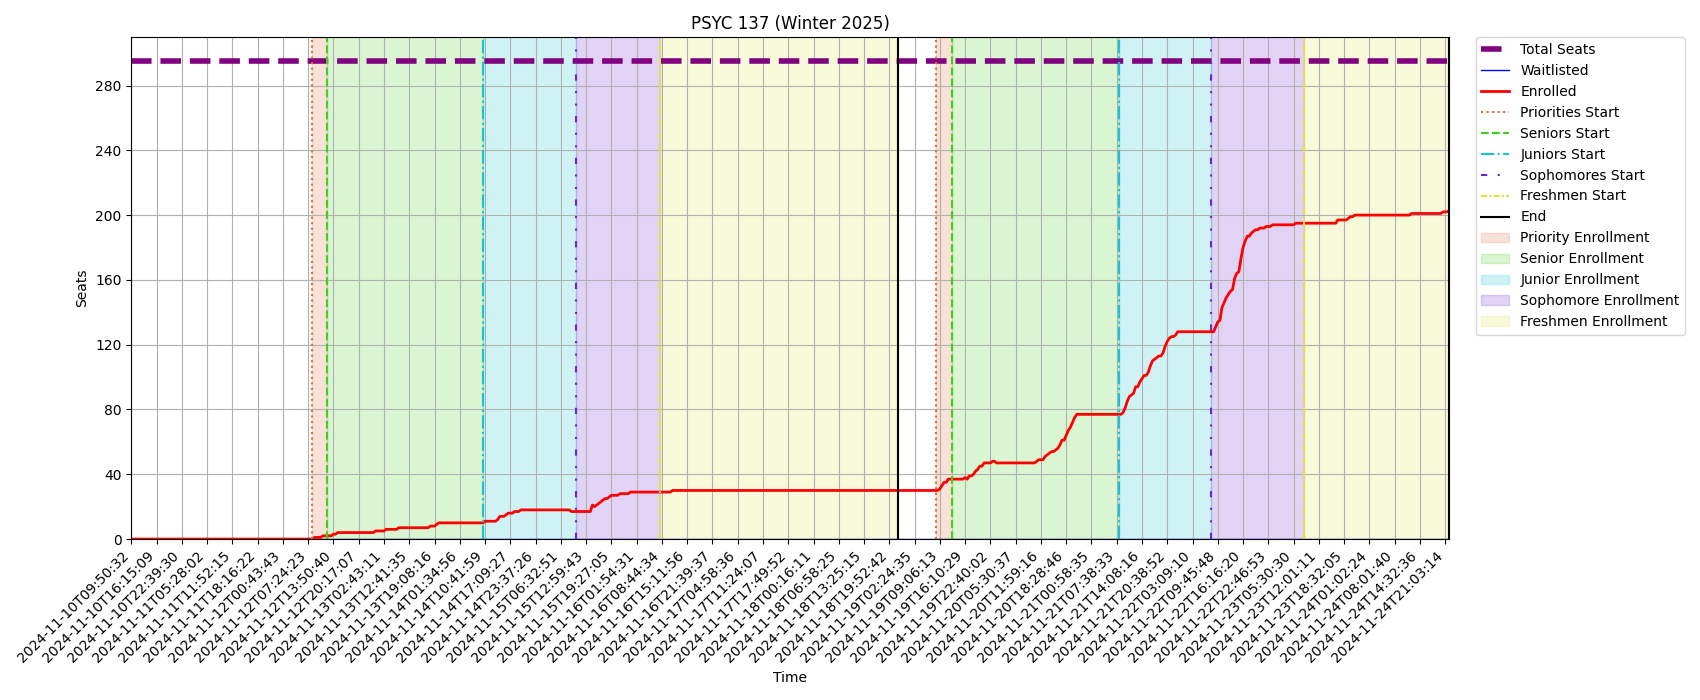 PSYC 137 (Winter 2025)
Seats
280
240
200
160
120
80
40
0
2024-11-10T09:50:32
2024-11-10T16:15:09
2024-11-10T22:39:30
2024-11-11T05:28:02
2024-11-11T11:52:15
2024-11-11T18:16:22
2024-11-12T00:43:43
2024-11-12T07:24:23
2024-11-12T13:50:40
2024-11-12T20:17:07
2024-11-13T02:43:11
2024-11-13T12:41:35
2024-11-13T19:08:16
2024-11-14T01:34:56
2024-11-14T10:41:59
2024-11-14T17:09:27
2024-11-14T23:37:26
2024-11-15T06:32:51
2024-11-15T12:59:43
2024-11-15T19:27:05
2024-11-16T01:54:31
2024-11-16T08:44:34
2024-11-16T15:11:56
2024-11-16T21:39:37
2024-11-17T04:58:36
2024-11-17T11:24:07
2024-11-17T17:49:52
2024-11-18T00:16:11
2024-11-18T06:58:25
2024-11-18T13:25:15
2024-11-18T19:52:42
2024-11-19T02:24:35
2024-11-19T09:06:13
2024-11-19T16:10:29
2024-11-19T22:40:02
2024-11-20T05:30:37
2024-11-20T11:59:16
2024-11-20T18:28:46
2024-11-21T00:58:35
2024-11-21T07:38:33
2024-11-21T14:08:16
2024-11-21T20:38:52
2024-11-22T03:09:10
2024-11-22T09:45:48
2024-11-22T16:16:20
2024-11-22T22:46:53
2024-11-23T05:30:30
2024-11-23T12:01:11
2024-11-23T18:32:05
2024-11-24T01:02:24
2024-11-24T08:01:40
2024-11-24T14:32:36
2024-11-24T21:03:14
Time
Total Seats
Waitlisted
Enrolled
Priorities Start
Seniors Start
Juniors Start
Sophomores Start
Freshmen Start
End
Priority Enrollment
Senior Enrollment
Junior Enrollment
Sophomore Enrollment
Freshmen Enrollment